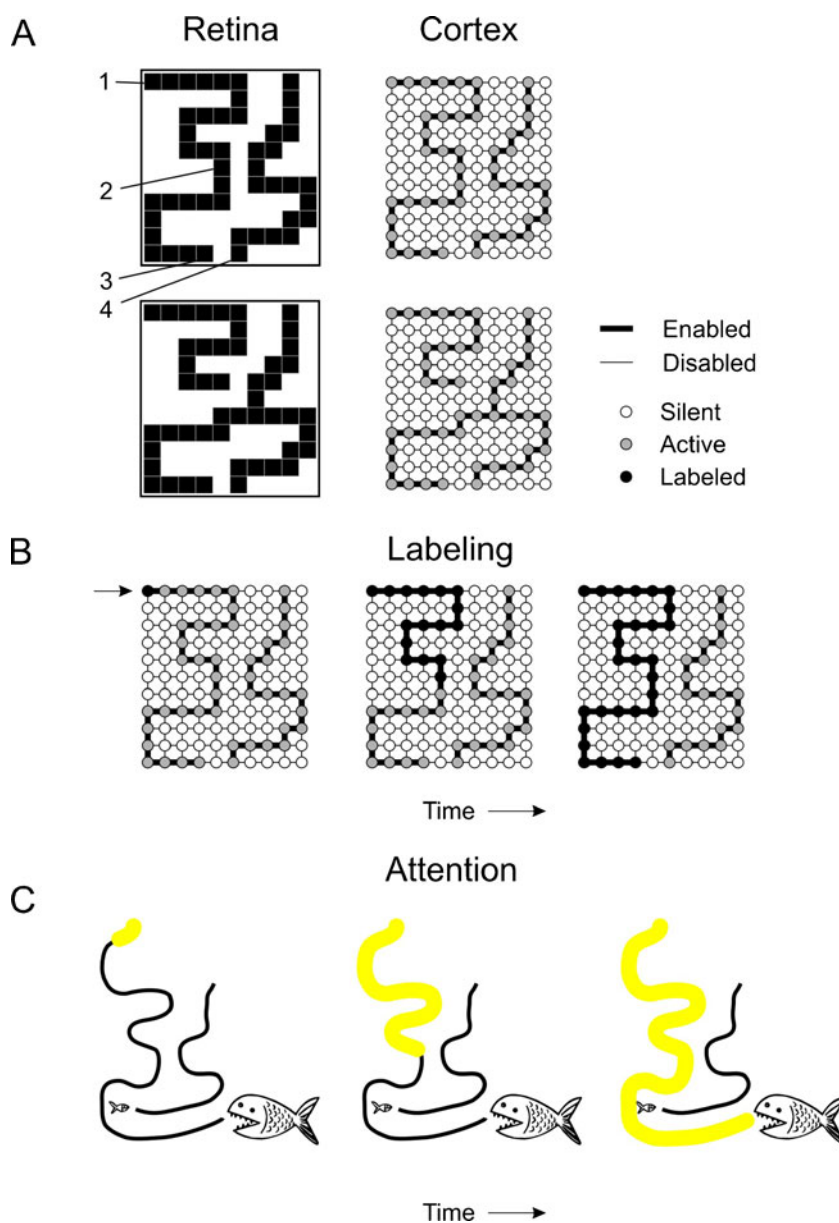 A
Retina
Cortex
1
2
3
4
Enabled
Disabled
Silent
Active
Labeled
B
Labeling
Time
Attention
C
Time